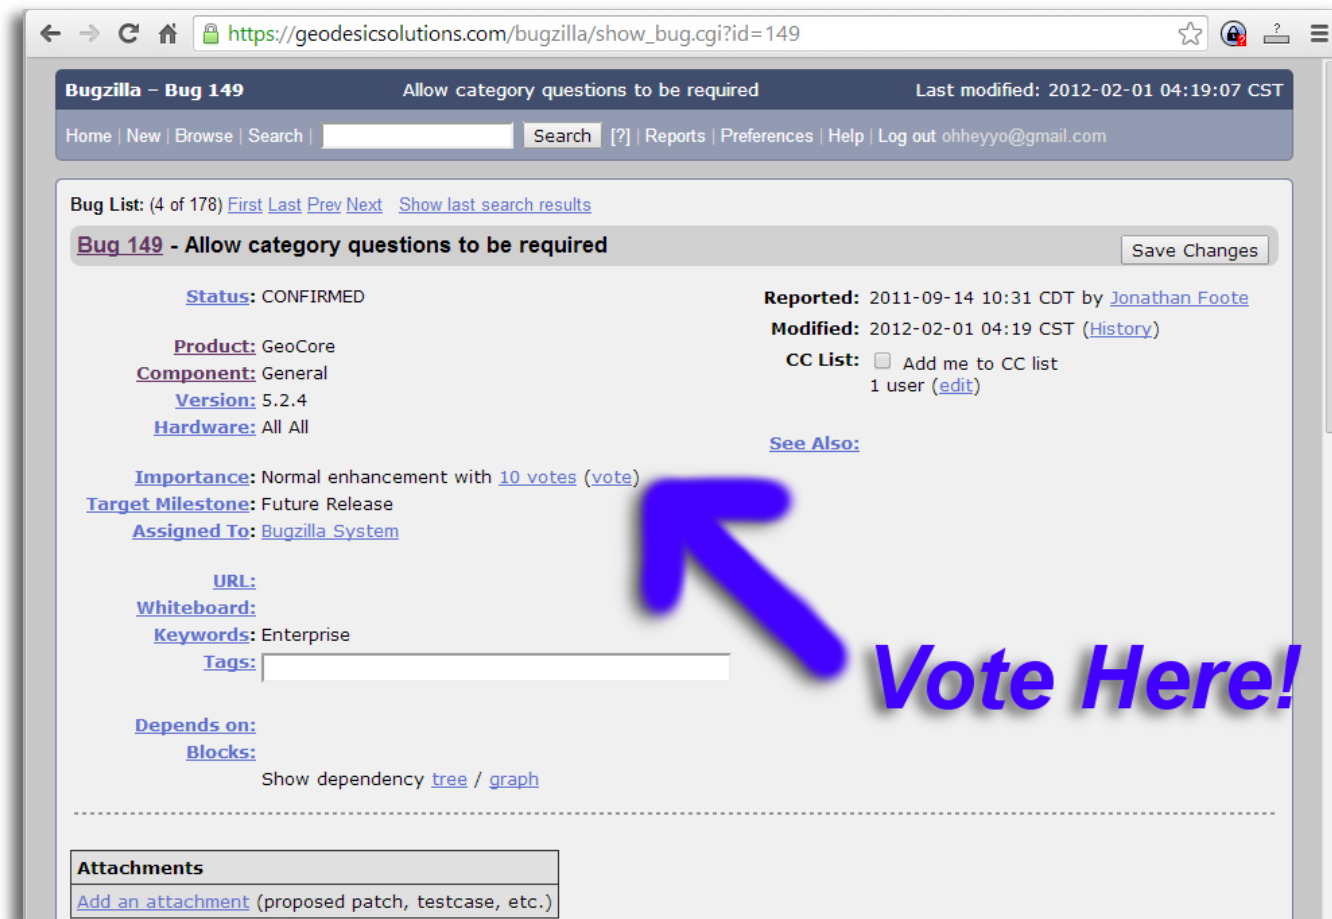 https://geodesicsolutions.com/bugzilla/show_bug.cgi?id=149
Bugzilla – Bug 149 Allow category questions to be required Last modified: 2012-02-01 04:19:07 CST
Home | New | Browse | Search | Search [?] | Reports | Preferences | Help | Log out ohheyyo@gmail.com
Bug List: (4 of 178) First Last Prev Next Show last search results
Bug 149 - Allow category questions to be required Save Changes
Status: CONFIRMED Reported: 2011-09-14 10:31 CDT by Jonathan Foote
Modified: 2012-02-01 04:19 CST (History)
Product: GeoCore
CC List: Add me to CC list
Component: General
1 user (edit)
Version: 5.2.4
Hardware: All All
See Also:
Importance: Normal enhancement with 10 votes (vote)
Target Milestone: Future Release
Assigned To: Bugzilla System
URL:
Whiteboard:
Keywords: Enterprise
Tags:
Vote Here!
Depends on:
Blocks:
Show dependency tree / graph
Attachments
Add an attachment (proposed patch, testcase, etc.)